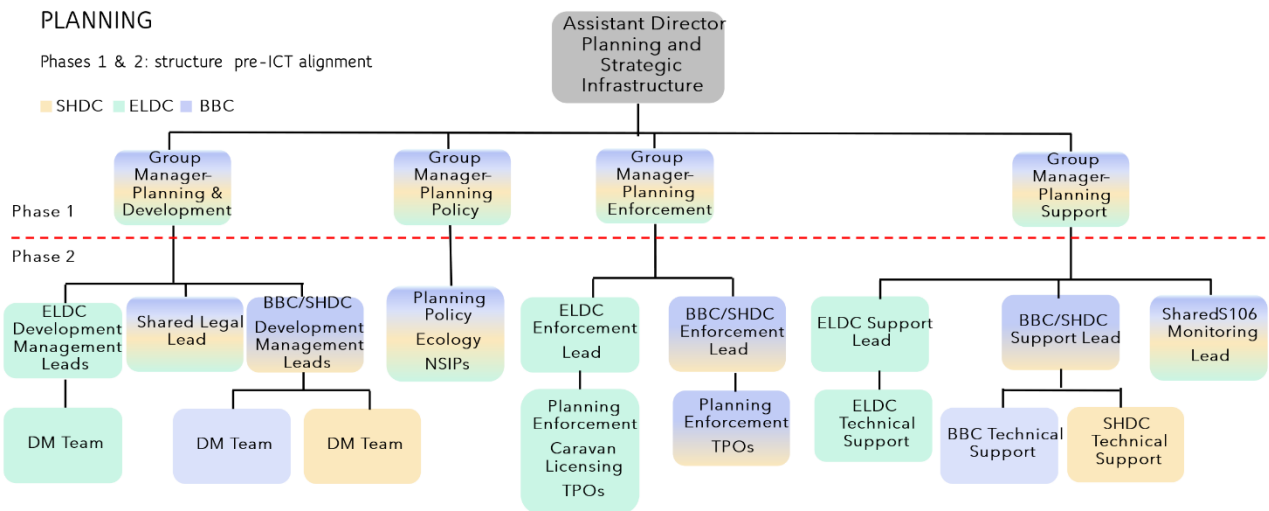 PLANNING
Phases 1 & 2: structure pre-ICT alignment
SHDC ELDC BBC
Assistant Director
Planning and
Strategic
Infrastructure
Group
Manager–
Planning &
Development
Group
Manager–
Planning
Policy
Group
Manager–
Planning
Enforcement
Group
Manager–
Planning
Support
Phase 1
Phase 2
ELDC
Development
Management
Leads
Shared Legal
Lead
BBC/SHDC
Development
Management
Leads
Planning
Policy
Ecology
NSIPs
ELDC
Enforcement
Lead
BBC/SHDC
Enforcement
Lead
ELDC Support
Lead
BBC/SHDC
Support Lead
SharedS106
Monitoring
Lead
DM Team
DM Team
DM Team
Planning
Enforcement
Caravan
Licensing
TPOs
Planning
Enforcement
TPOs
ELDC
Technical
Support
BBC Technical
Support
SHDC
Technical
Support